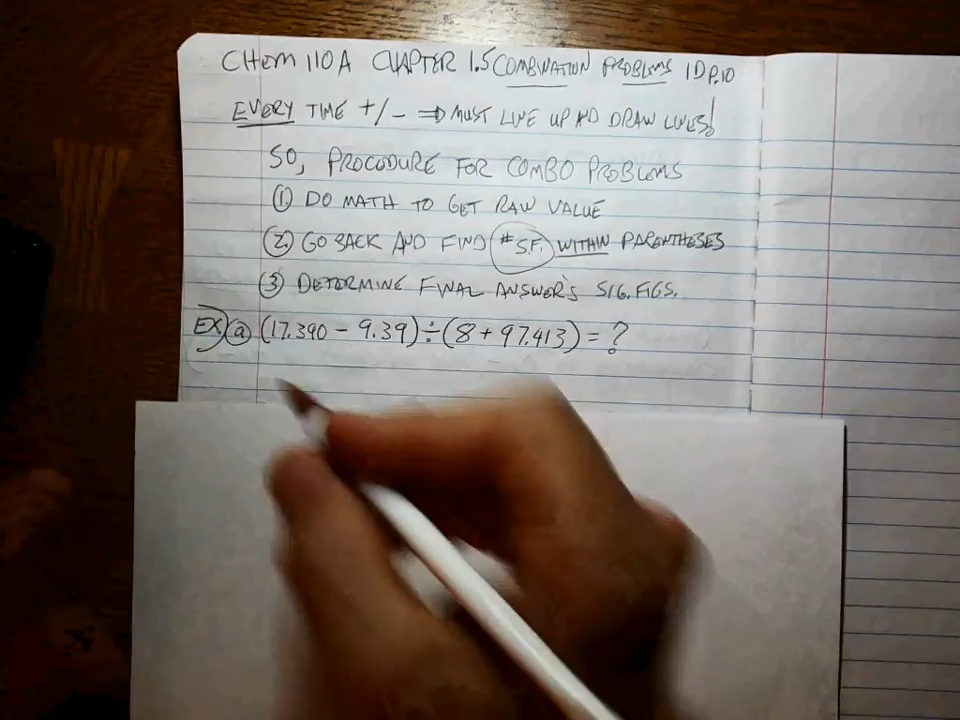 CHEM 110A CHAPTER 1.5 COMBINATION PROBLEMS 1D P.10
EVERY TIME +/- ⇒ MUST LINE UP AND DRAW LINES!
SO, PROCEDURE FOR COMBO PROBLEMS
① DO MATH TO GET RAW VALUE
② GO BACK AND FIND # S.F. WITHIN PARENTHESES
③ DETERMINE FINAL ANSWER'S SIG. FIGS.
EX ⓐ (17.390 - 9.39) ÷ (8 + 97.413) = ?